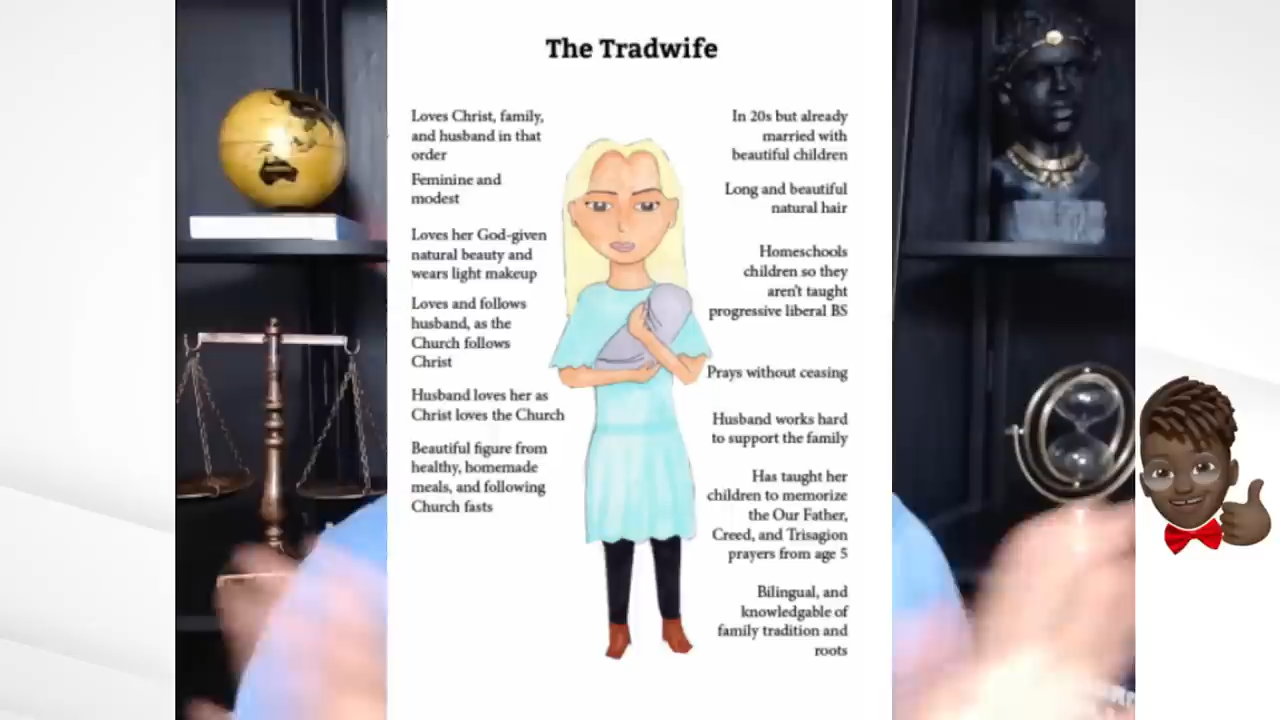 The Tradwife
Loves Christ, family,
and husband in that
order
Feminine and
modest
Loves her God-given
natural beauty and
wears light makeup
Loves and follows
husband, as the
Church follows
Christ
Husband loves her as
Christ loves the Church
Beautiful figure from
healthy, homemade
meals, and following
Church fasts
In 20s but already
married with
beautiful children
Long and beautiful
natural hair
Homeschools
children so they
aren't taught
progressive liberal BS
Prays without ceasing
Husband works hard
to support the family
Has taught her
children to memorize
the Our Father,
Creed, and Trisagion
prayers from age 5
Bilingual, and
knowledgable of
family tradition and
roots